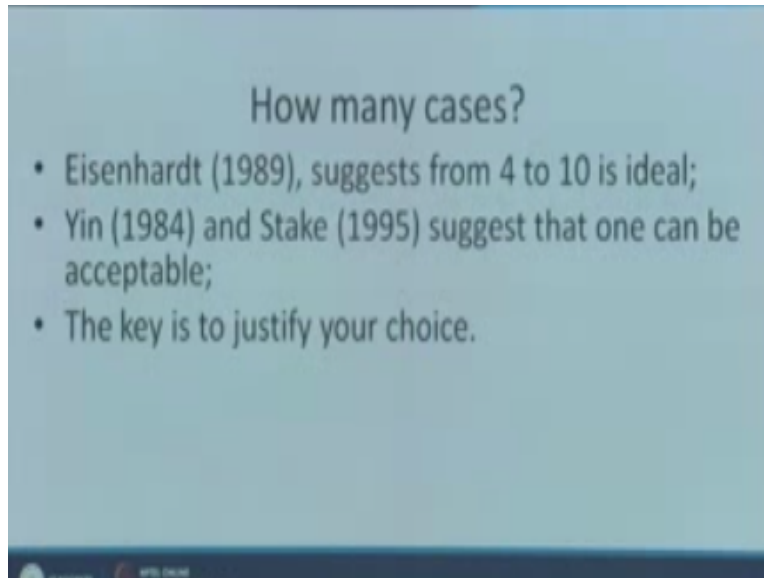 How many cases?
• Eisenhardt (1989), suggests from 4 to 10 is ideal;
• Yin (1984) and Stake (1995) suggest that one can be
acceptable;
• The key is to justify your choice.